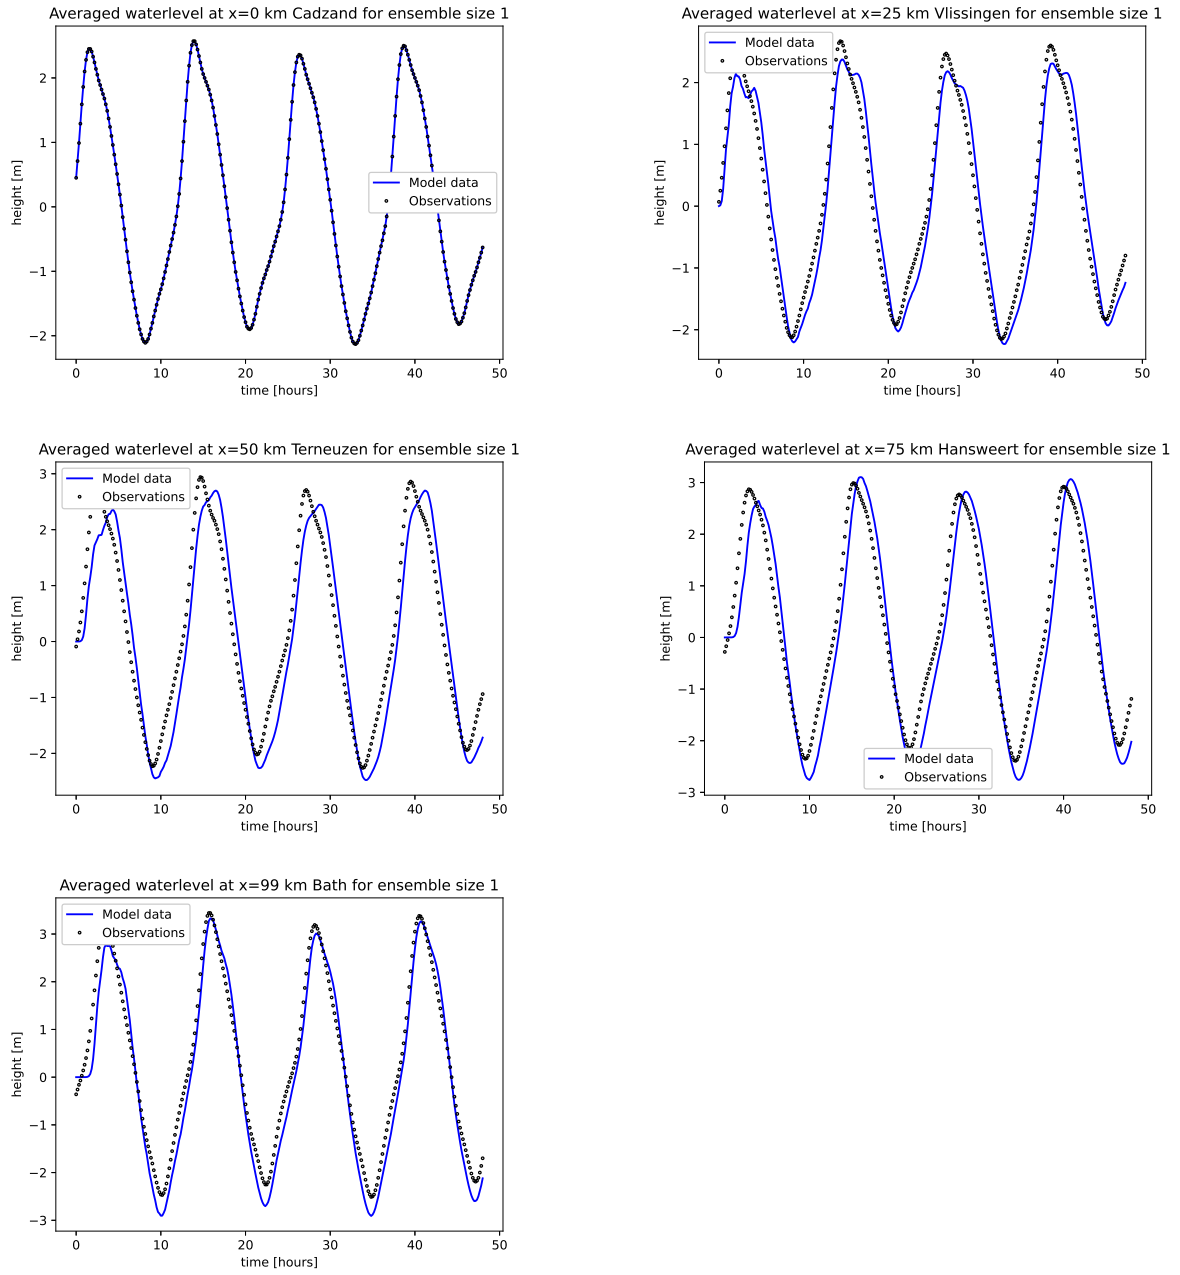 Averaged waterlevel at x=0 km Cadzand for ensemble size 1
height [m]
2
1
0
−1
−2
Model data
Observations
0
10
20
30
40
50
time [hours]
Averaged waterlevel at x=25 km Vlissingen for ensemble size 1
Model data
Observations
height [m]
2
1
0
−1
−2
0
10
20
30
40
50
time [hours]
Averaged waterlevel at x=50 km Terneuzen for ensemble size 1
Model data
Observations
height [m]
3
2
1
0
−1
−2
0
10
20
30
40
50
time [hours]
Averaged waterlevel at x=75 km Hansweert for ensemble size 1
height [m]
3
2
1
0
−1
−2
−3
Model data
Observations
0
10
20
30
40
50
time [hours]
Averaged waterlevel at x=99 km Bath for ensemble size 1
Model data
Observations
height [m]
3
2
1
0
−1
−2
−3
0
10
20
30
40
50
time [hours]